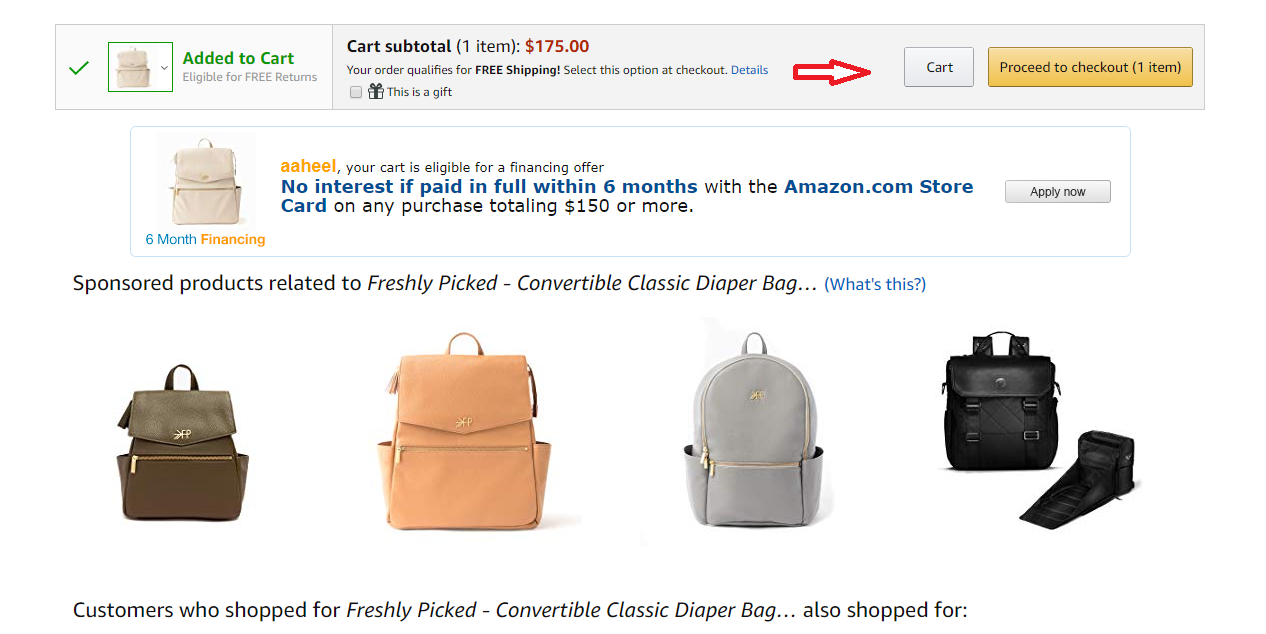 Added to Cart
Eligible for FREE Returns
Cart subtotal (1 item): $175.00
Your order qualifies for FREE Shipping! Select this option at checkout. Details
This is a gift
Cart
Proceed to checkout (1 item)
aaheel, your cart is eligible for a financing offer
No interest if paid in full within 6 months with the Amazon.com Store
Card on any purchase totaling $150 or more.
Apply now
6 Month Financing
Sponsored products related to Freshly Picked - Convertible Classic Diaper Bag… (What's this?)
FP
FP
FP
Customers who shopped for Freshly Picked - Convertible Classic Diaper Bag… also shopped for: